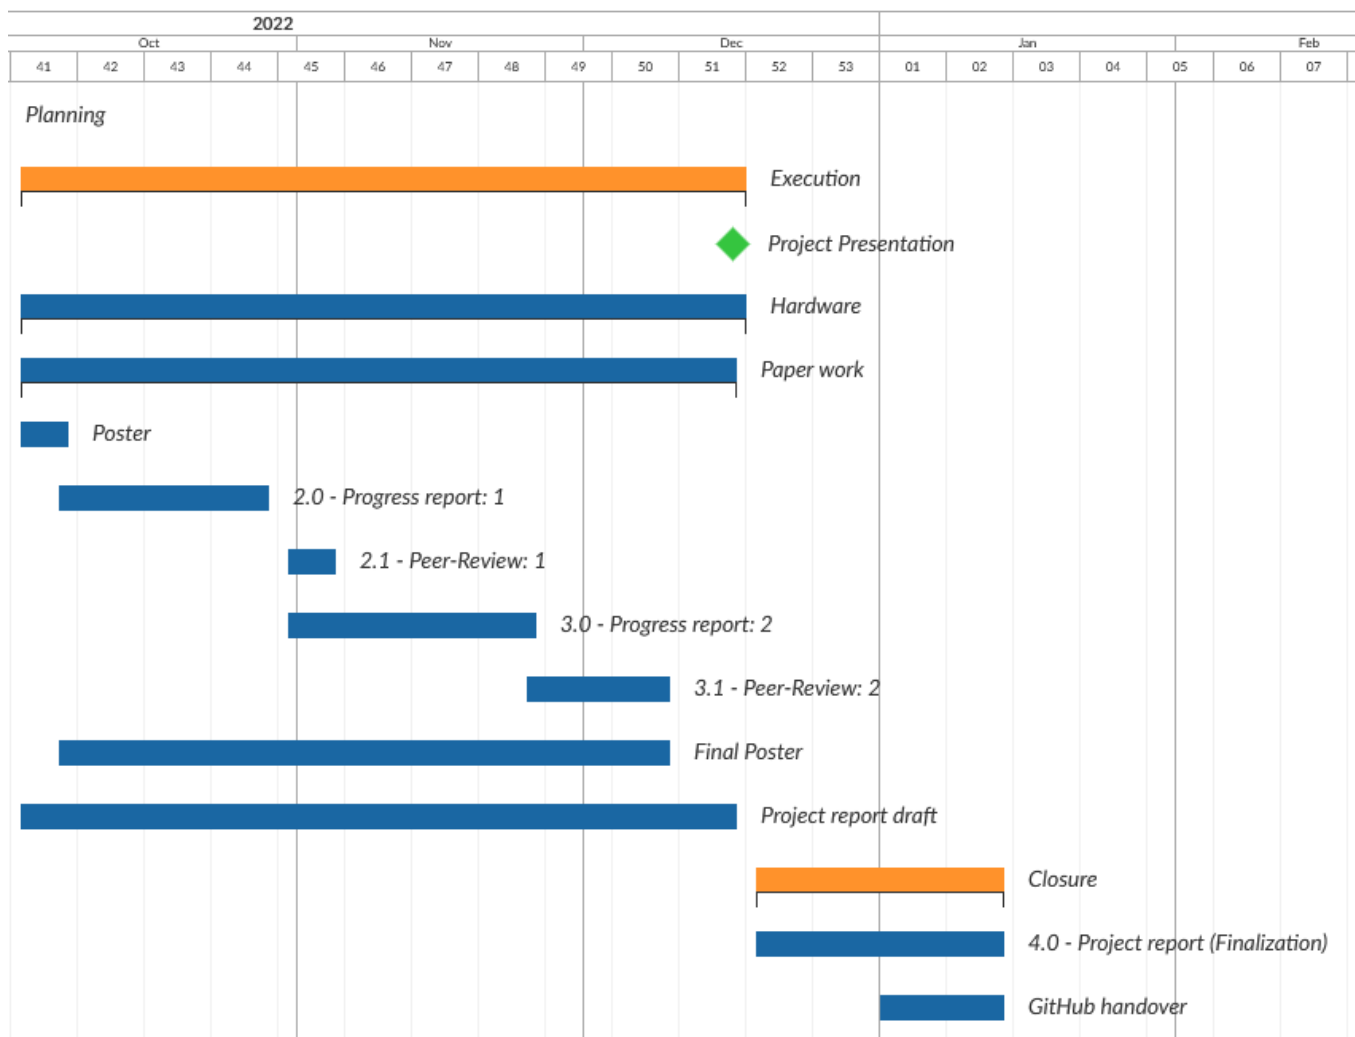 2022
Oct Nov Dec Jan Feb
41 42 43 44 45 46 47 48 49 50 51 52 53 01 02 03 04 05 06 07
Planning
Execution
Project Presentation
Hardware
Paper work
Poster
2.0 - Progress report: 1
2.1 - Peer-Review: 1
3.0 - Progress report: 2
3.1 - Peer-Review: 2
Final Poster
Project report draft
Closure
4.0 - Project report (Finalization)
GitHub handover